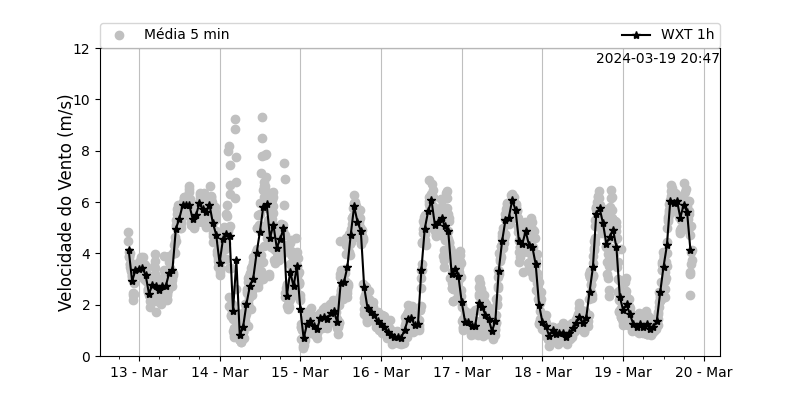 Média 5 min
WXT 1h
2024-03-19 20:47
Velocidade do Vento (m/s)
12
10
8
6
4
2
0
13 - Mar
14 - Mar
15 - Mar
16 - Mar
17 - Mar
18 - Mar
19 - Mar
20 - Mar